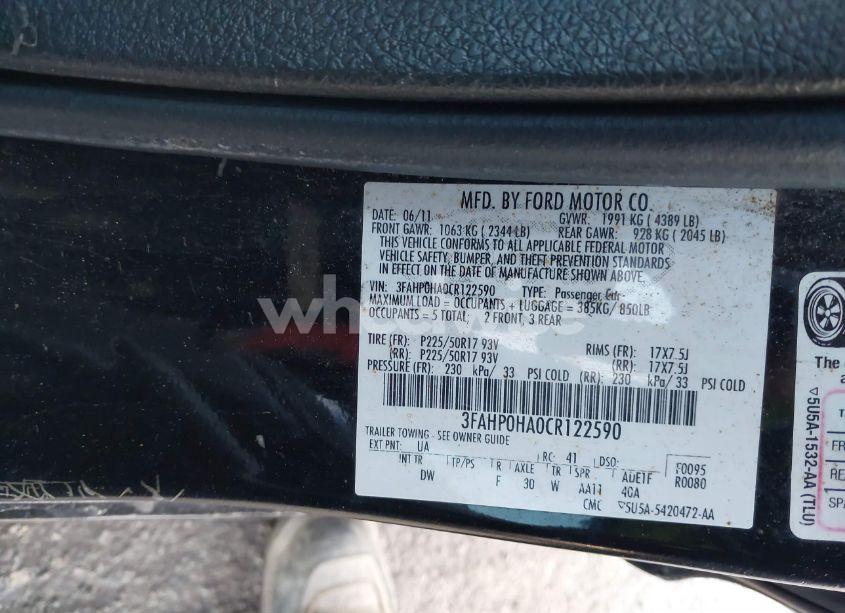 MFD. BY FORD MOTOR CO.
DATE: 06/11 GVWR: 1991 KG ( 4389 LB)
FRONT GAWR: 1063 KG ( 2344 LB) REAR GAWR: 928 KG ( 2045 LB)
THIS VEHICLE CONFORMS TO ALL APPLICABLE FEDERAL MOTOR
VEHICLE SAFETY, BUMPER, AND THEFT PREVENTION STANDARDS
IN EFFECT ON THE DATE OF MANUFACTURE SHOWN ABOVE.
VIN: 3FAHP0HA0CR122590 TYPE: Passenger Car
MAXIMUM LOAD = OCCUPANTS + LUGGAGE = 385KG/ 850LB
OCCUPANTS = 5 TOTAL; 2 FRONT, 3 REAR
TIRE (FR): P225/50R17 93V RIMS (FR): 17X7.5J
(RR): P225/50R17 93V (RR): 17X7.5J
PRESSURE (FR): 230 kPa/ 33 PSI COLD (RR): 230 kPa/ 33 PSI COLD
3FAHP0HA0CR122590
TRAILER TOWING - SEE OWNER GUIDE
EXT PNT: UA RC: 41 DSO: F0095
R0080
INT TR TP/PS R AXLE TR SPR ADETF
DW F 30 W AA11 4GA
CMC ▽5U5A-5420472-AA
▽5U5A-1532-AA (TLU)
The
a
T
FR
RE
SPA